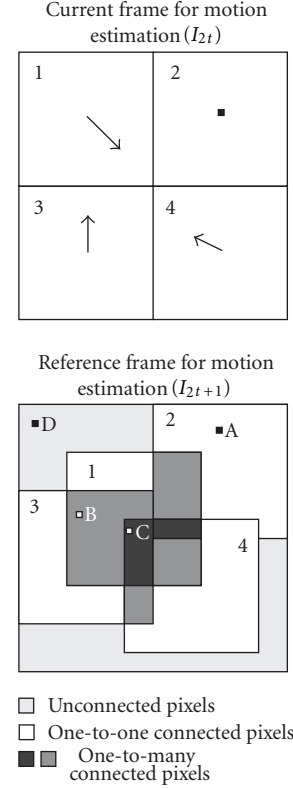 Current frame for motion
estimation (I2t)
1
2
3
4
Reference frame for motion
estimation (I2t+1)
D
2
A
1
3
B
C
4
Unconnected pixels
One-to-one connected pixels
One-to-many
connected pixels